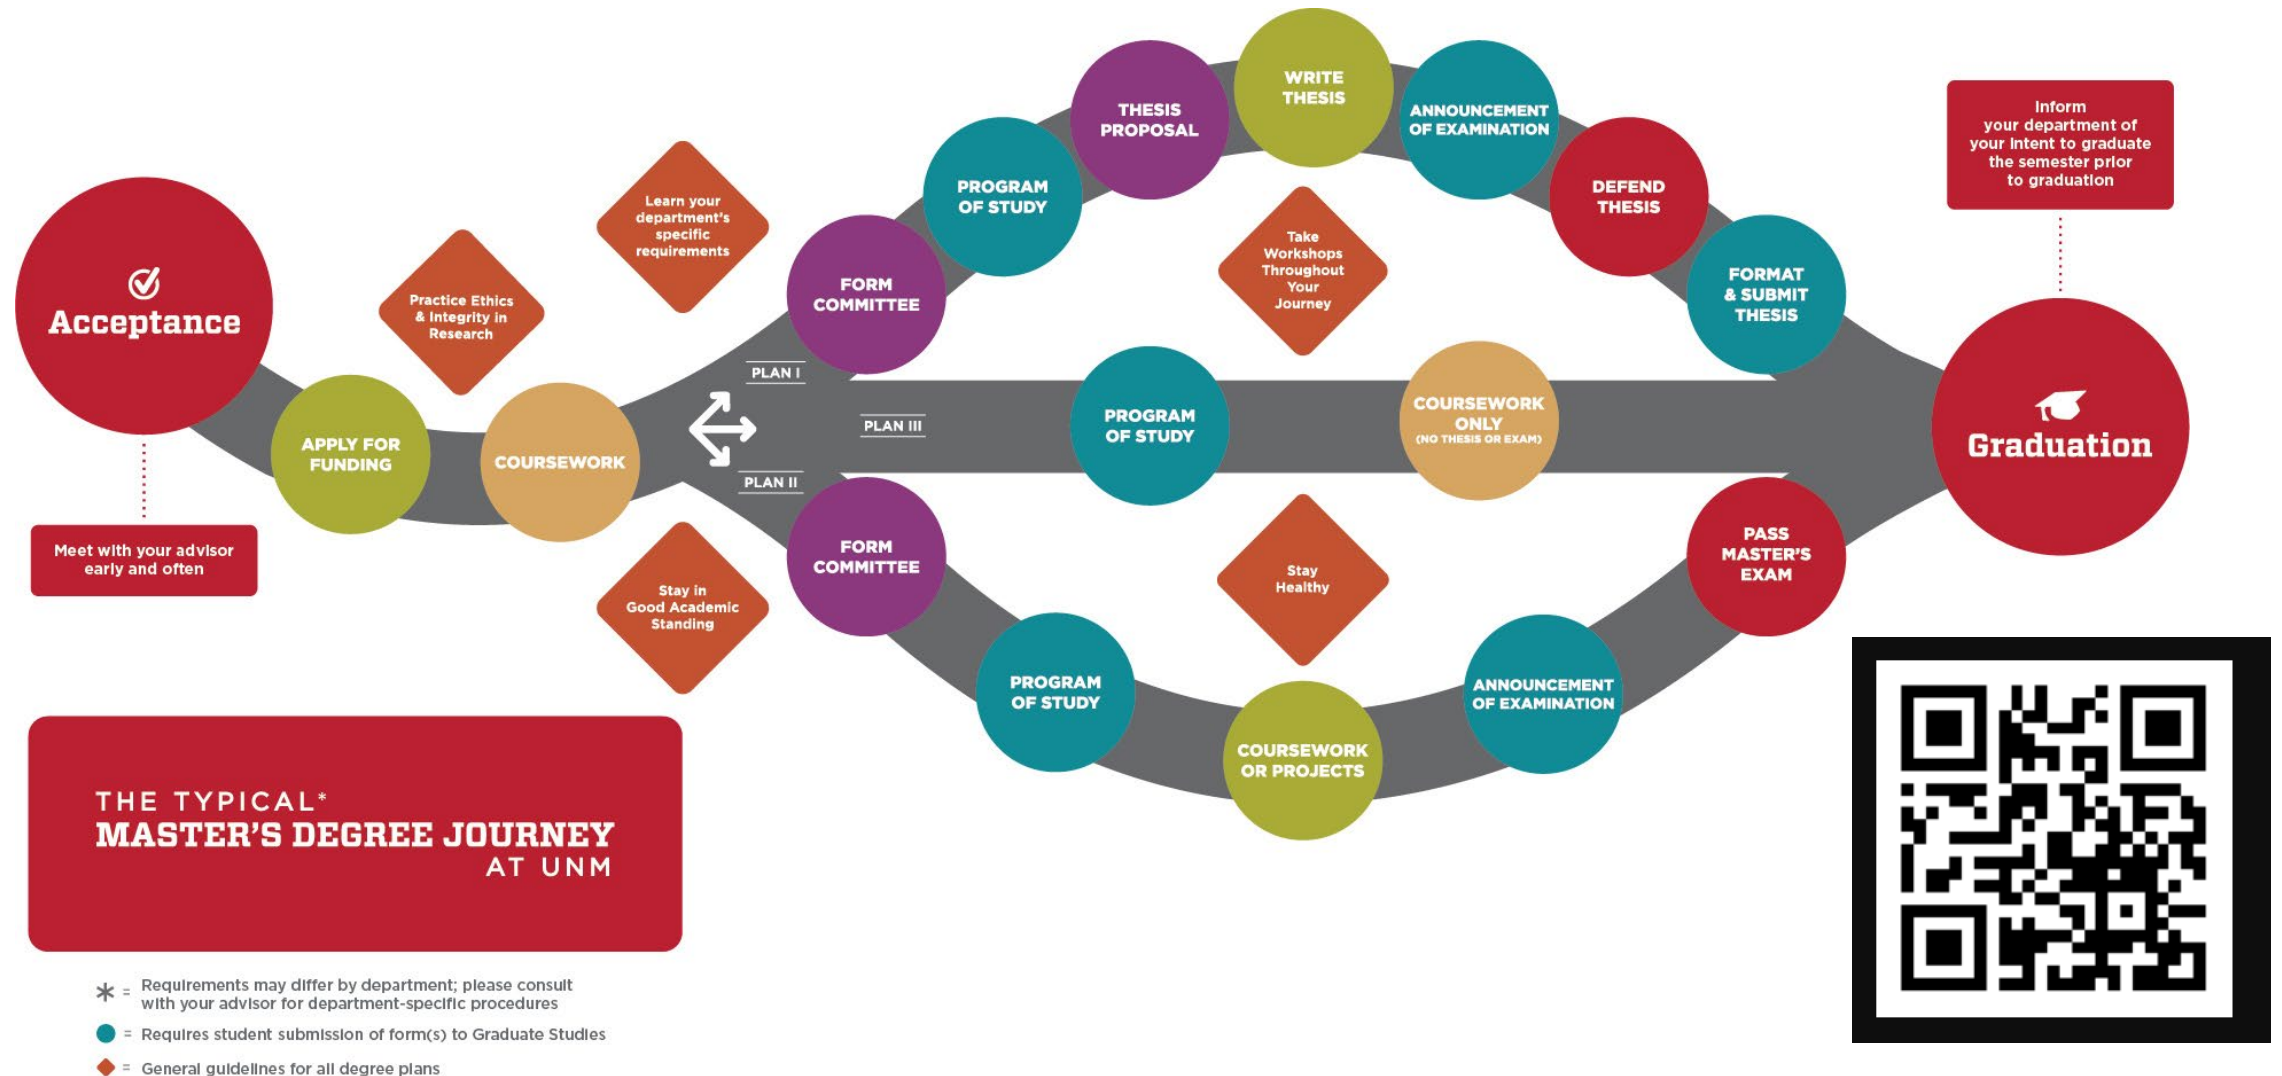 Acceptance
Meet with your advisor
early and often
APPLY FOR
FUNDING
Practice Ethics
& Integrity in
Research
COURSEWORK
Learn your
department's
specific
requirements
Stay in
Good Academic
Standing
PLAN I
PLAN III
PLAN II
FORM
COMMITTEE
PROGRAM
OF STUDY
THESIS
PROPOSAL
WRITE
THESIS
ANNOUNCEMENT
OF EXAMINATION
DEFEND
THESIS
FORMAT
& SUBMIT
THESIS
Take
Workshops
Throughout
Your
Journey
PROGRAM
OF STUDY
COURSEWORK
ONLY
(NO THESIS OR EXAM)
FORM
COMMITTEE
PROGRAM
OF STUDY
COURSEWORK
OR PROJECTS
ANNOUNCEMENT
OF EXAMINATION
PASS
MASTER'S
EXAM
Stay
Healthy
Inform
your department of
your intent to graduate
the semester prior
to graduation
Graduation
THE TYPICAL*
MASTER'S DEGREE JOURNEY
AT UNM
* = Requirements may differ by department; please consult
with your advisor for department-specific procedures
= Requires student submission of form(s) to Graduate Studies
= General guidelines for all degree plans